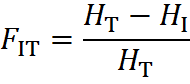 F_IT = (H_T − H_I) / H_T